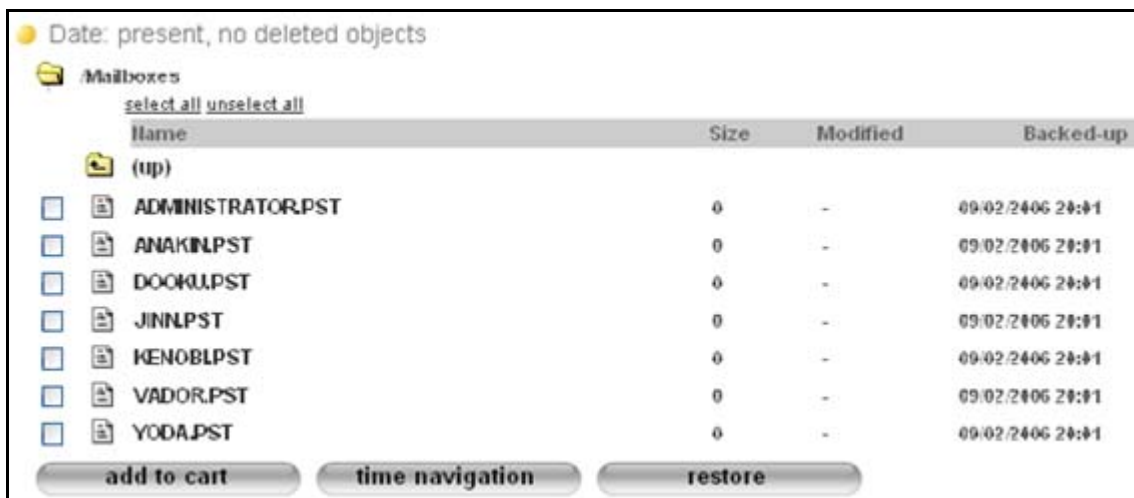 Date: present, no deleted objects
/Mailboxes
select all unselect all
Name Size Modified Backed-up
(up)
ADMINISTRATOR.PST 0 - 09/02/2006 20:01
ANAKIN.PST 0 - 09/02/2006 20:01
DOOKU.PST 0 - 09/02/2006 20:01
JINN.PST 0 - 09/02/2006 20:01
KENOBI.PST 0 - 09/02/2006 20:01
VADOR.PST 0 - 09/02/2006 20:01
YODA.PST 0 - 09/02/2006 20:01
add to cart time navigation restore